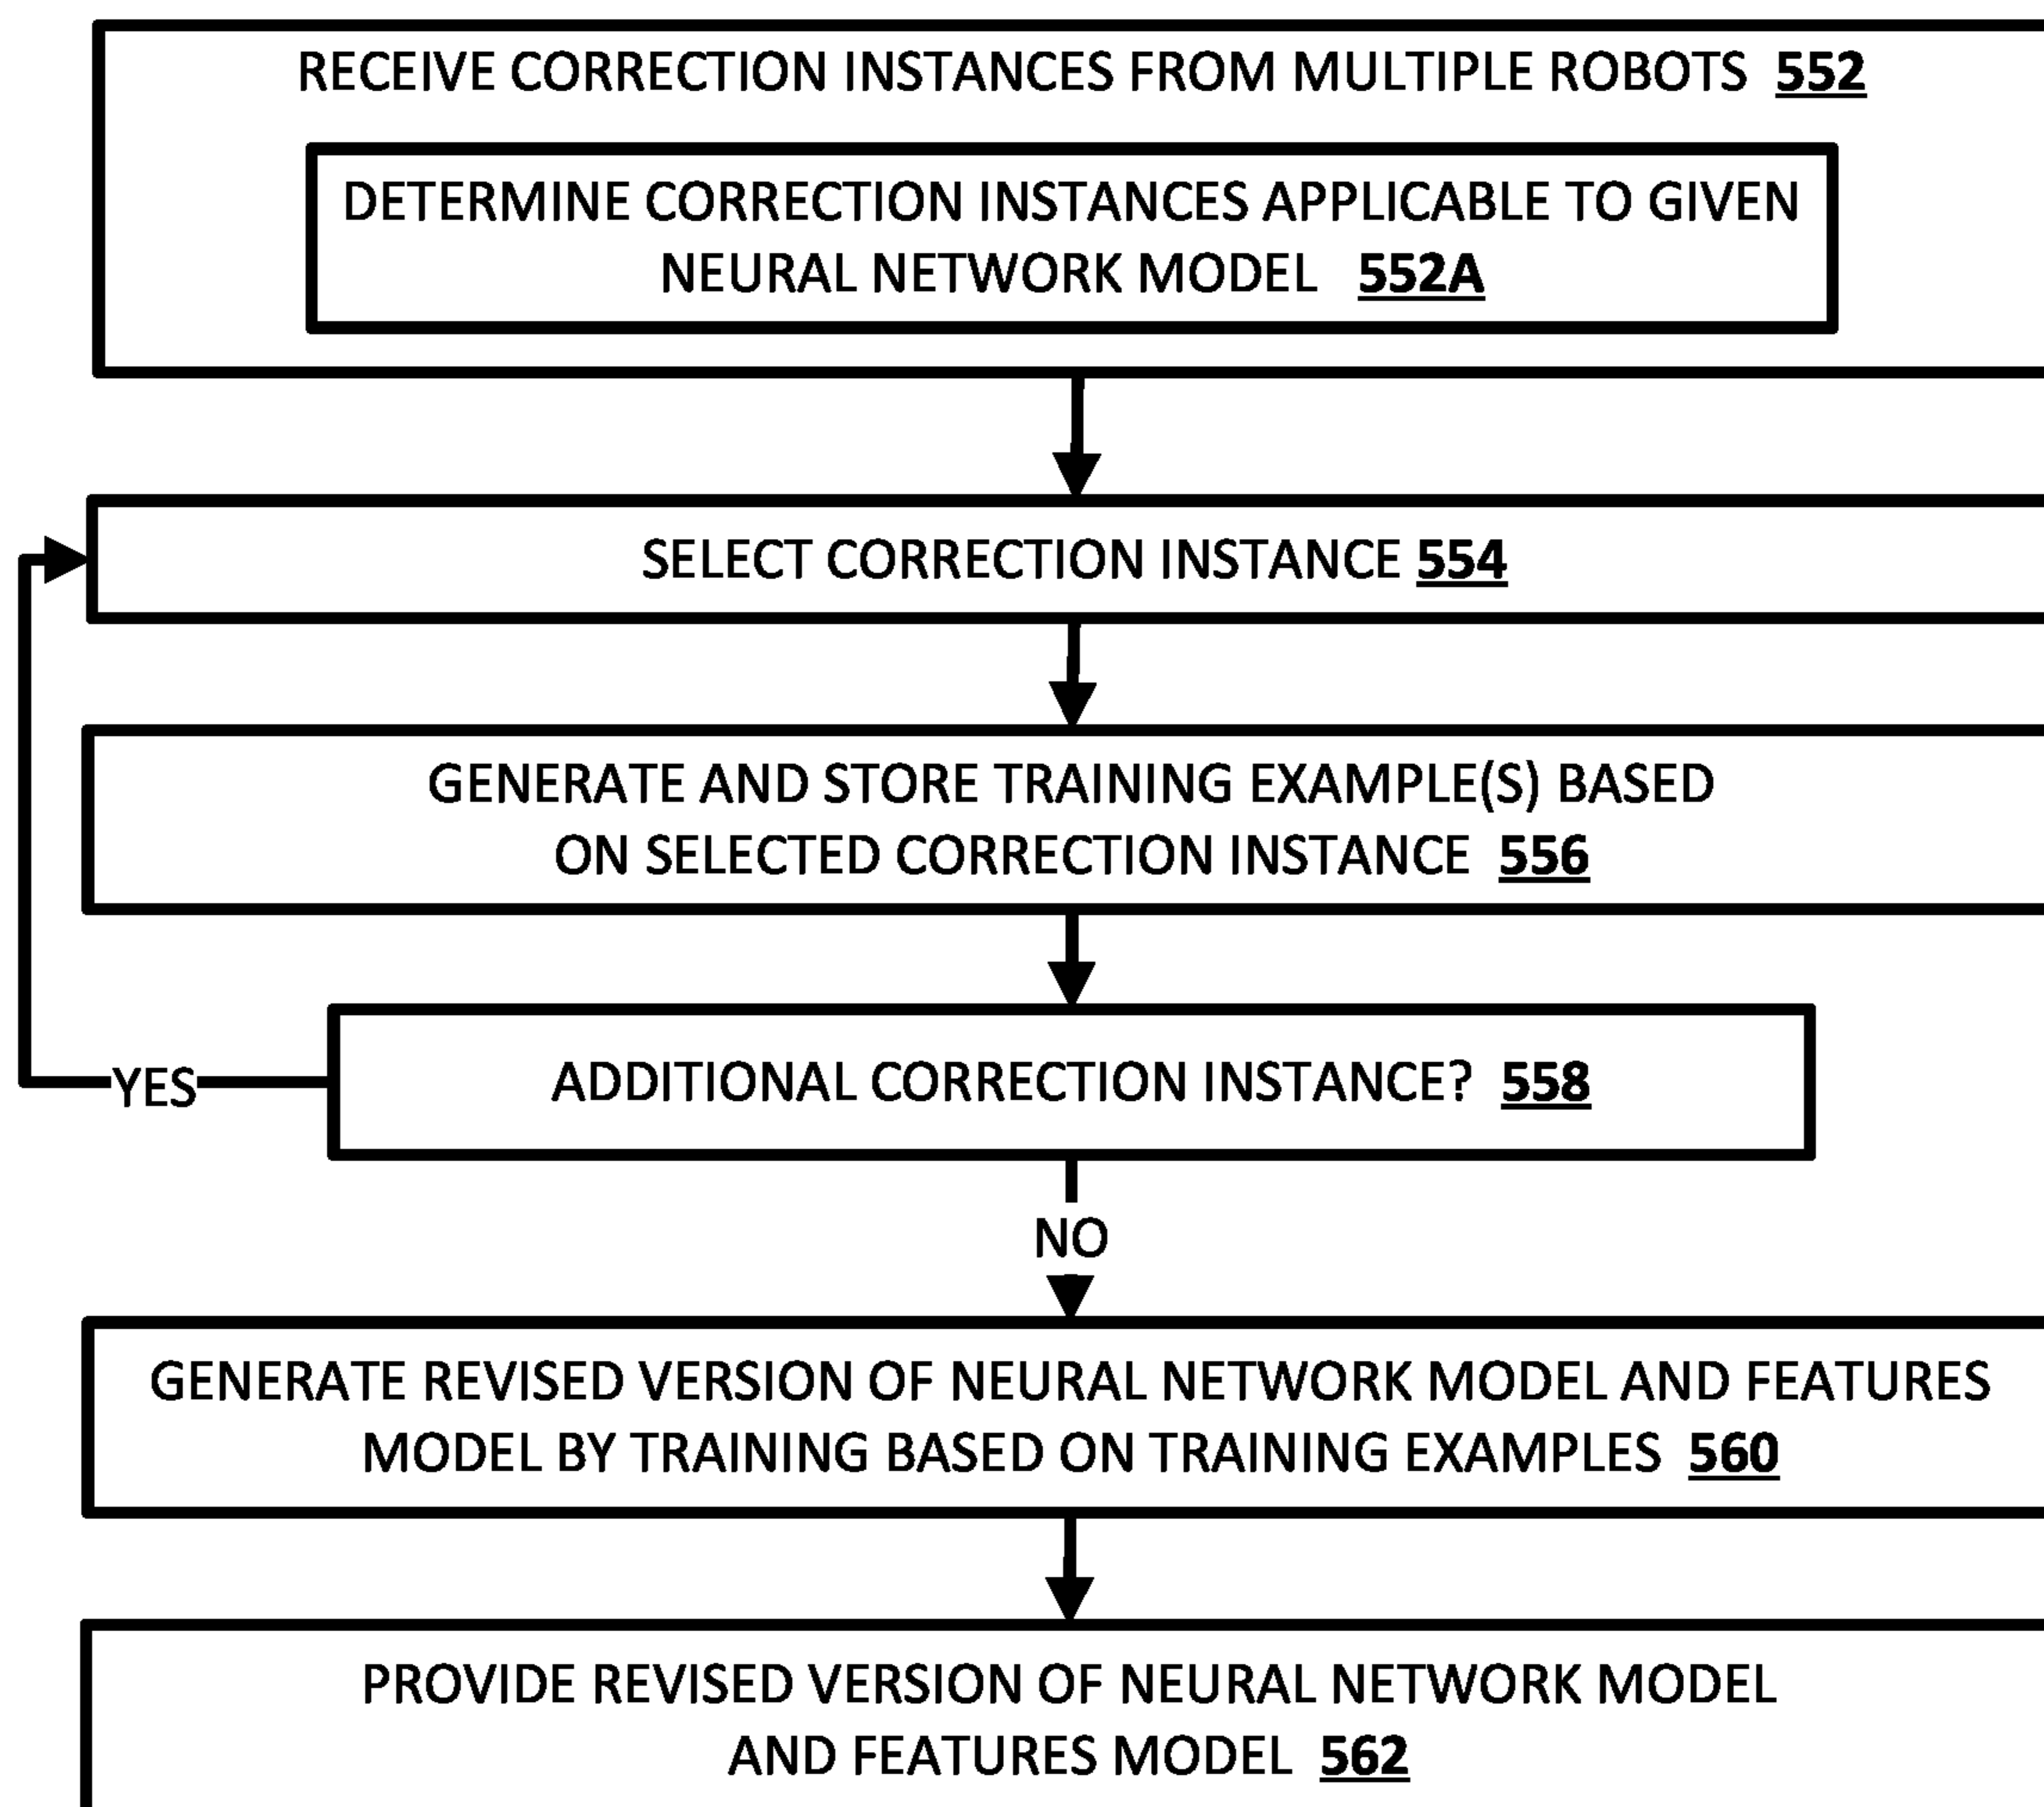 RECEIVE CORRECTION INSTANCES FROM MULTIPLE ROBOTS 552
DETERMINE CORRECTION INSTANCES APPLICABLE TO GIVEN
NEURAL NETWORK MODEL 552A
SELECT CORRECTION INSTANCE 554
GENERATE AND STORE TRAINING EXAMPLE(S) BASED
ON SELECTED CORRECTION INSTANCE 556
ADDITIONAL CORRECTION INSTANCE? 558
YES
NO
GENERATE REVISED VERSION OF NEURAL NETWORK MODEL AND FEATURES
MODEL BY TRAINING BASED ON TRAINING EXAMPLES 560
PROVIDE REVISED VERSION OF NEURAL NETWORK MODEL
AND FEATURES MODEL 562